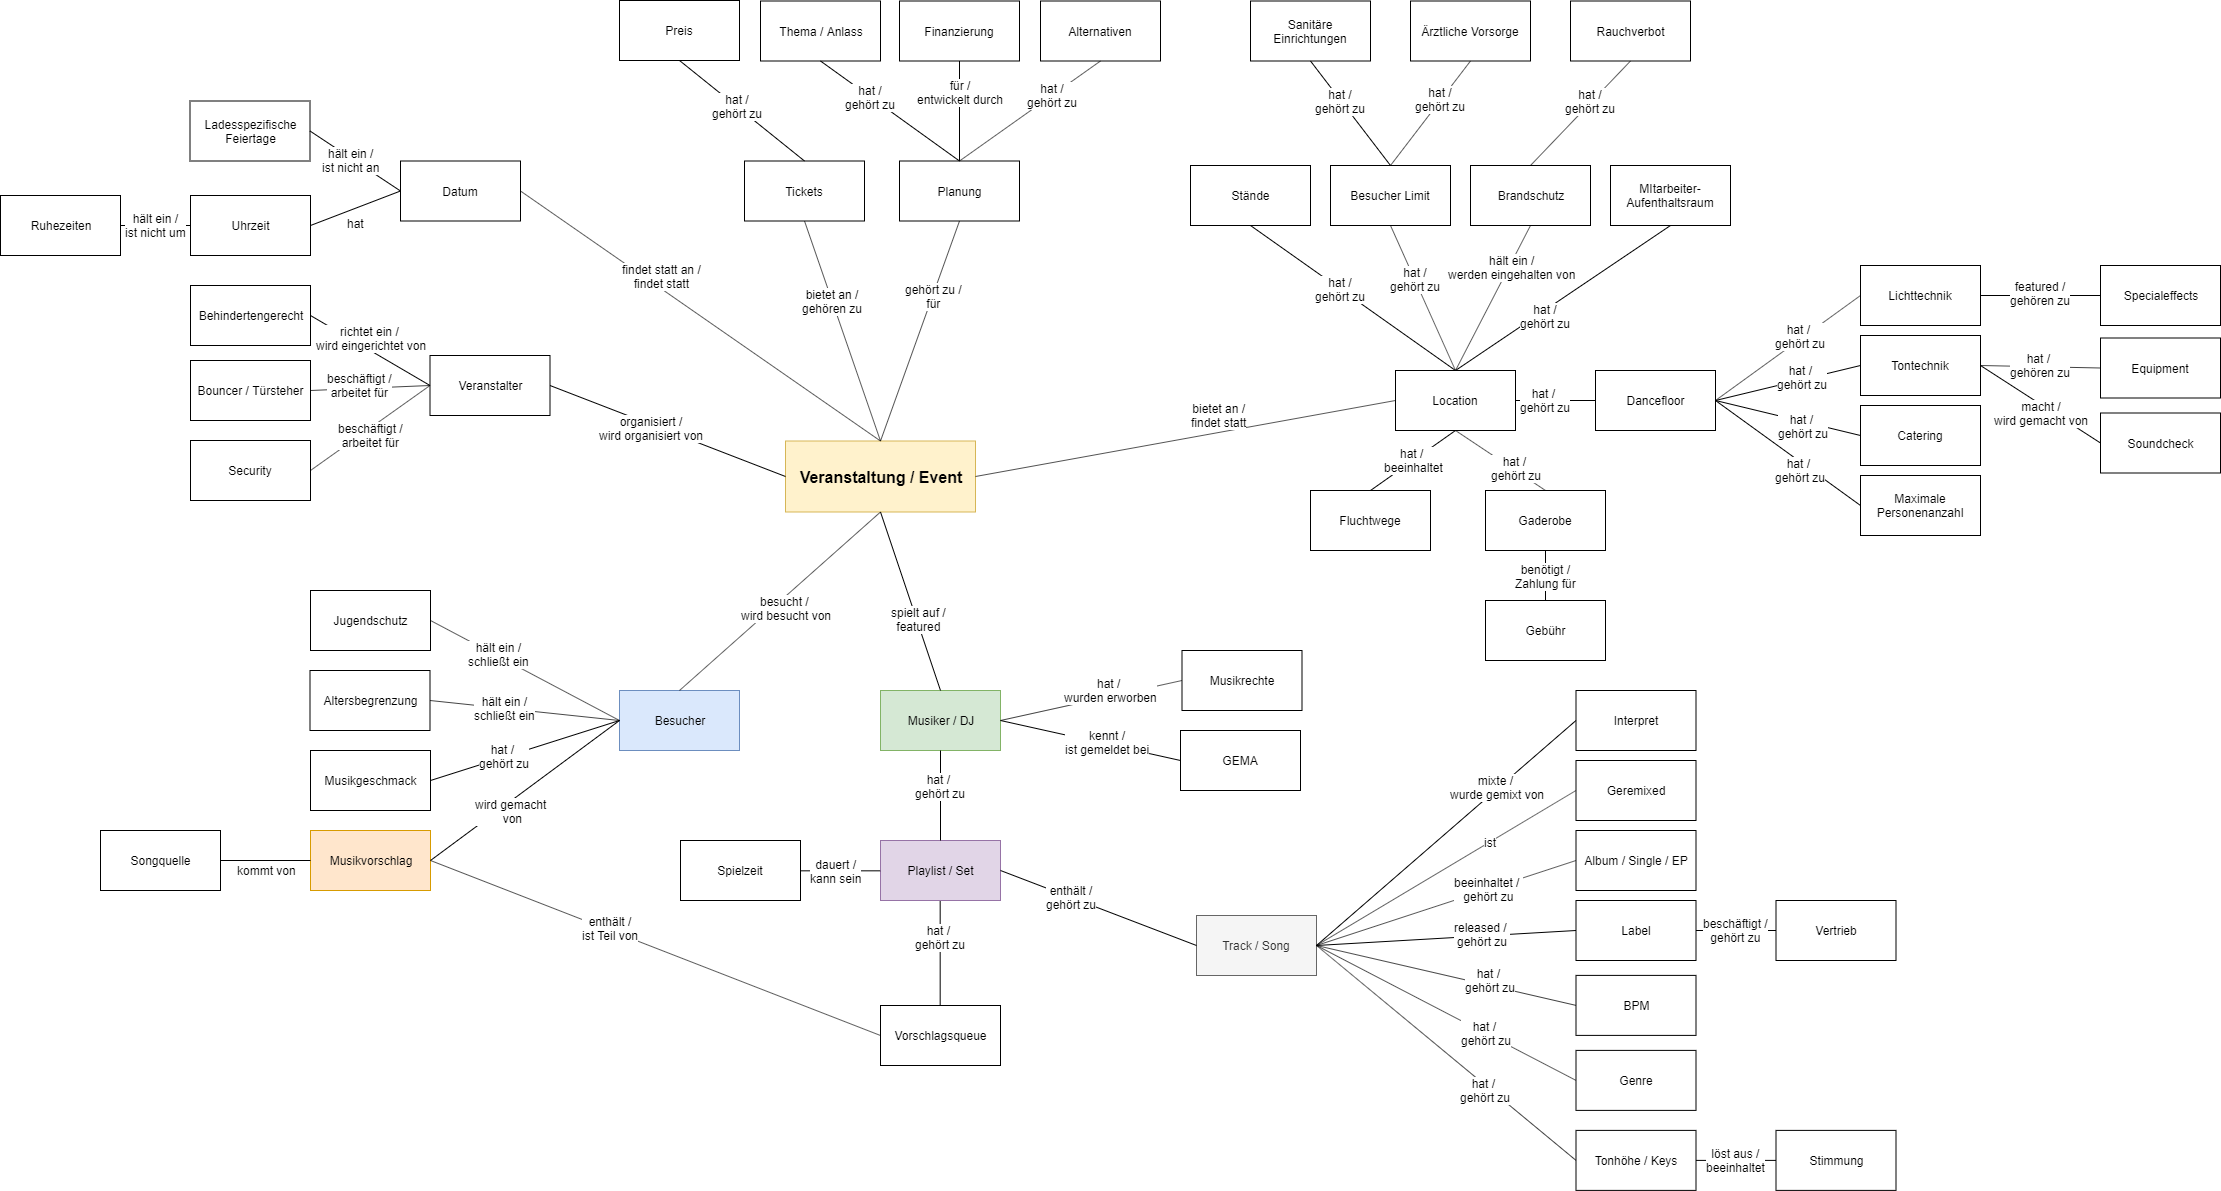 Preis
Thema / Anlass
Finanzierung
Alternativen
Sanitäre
Einrichtungen
Ärztliche Vorsorge
Rauchverbot
hat /
gehört zu
hat /
gehört zu
für /
entwickelt durch
hat /
gehört zu
hat /
gehört zu
hat /
gehört zu
hat /
gehört zu
Ladesspezifische
Feiertage
hält ein /
ist nicht an
Datum
Tickets
Planung
Stände
Besucher Limit
Brandschutz
MItarbeiter-
Aufenthaltsraum
Ruhezeiten
hält ein /
ist nicht um
Uhrzeit
hat
findet statt an /
findet statt
bietet an /
gehören zu
gehört zu /
für
hat /
gehört zu
hat /
gehört zu
hält ein /
werden eingehalten von
hat /
gehört zu
Behindertengerecht
richtet ein /
wird eingerichtet von
Bouncer / Türsteher
beschäftigt /
arbeitet für
Veranstalter
Security
beschäftigt /
arbeitet für
organisiert /
wird organisiert von
Veranstaltung / Event
bietet an /
findet statt
Location
hat /
gehört zu
Dancefloor
hat /
gehört zu
Lichttechnik
featured /
gehören zu
Specialeffects
hat /
gehört zu
Tontechnik
hat /
gehören zu
Equipment
macht /
wird gemacht von
Soundcheck
hat /
gehört zu
Catering
hat /
gehört zu
Maximale
Personenanzahl
hat /
beeinhaltet
hat /
gehört zu
Fluchtwege
Gaderobe
benötigt /
Zahlung für
Gebühr
besucht /
wird besucht von
spielt auf /
featured
Jugendschutz
hält ein /
schließt ein
Altersbegrenzung
hält ein /
schließt ein
Besucher
Musikgeschmack
hat /
gehört zu
wird gemacht
von
Songquelle
kommt von
Musikvorschlag
enthält /
ist Teil von
Musiker / DJ
hat /
wurden erworben
Musikrechte
kennt /
ist gemeldet bei
GEMA
hat /
gehört zu
Spielzeit
dauert /
kann sein
Playlist / Set
enthält /
gehört zu
hat /
gehört zu
Vorschlagsqueue
Track / Song
mixte /
wurde gemixt von
Interpret
ist
Geremixed
beeinhaltet /
gehört zu
Album / Single / EP
released /
gehört zu
Label
beschäftigt /
gehört zu
Vertrieb
hat /
gehört zu
BPM
hat /
gehört zu
Genre
hat /
gehört zu
Tonhöhe / Keys
löst aus /
beeinhaltet
Stimmung